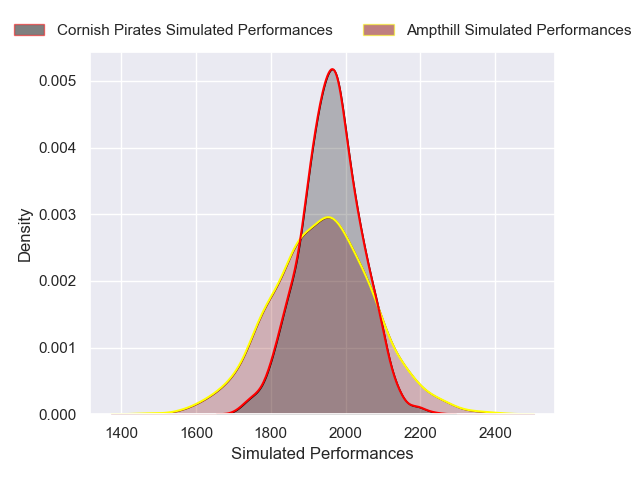 Cornish Pirates Simulated Performances
Ampthill Simulated Performances
0.005
0.004
0.003
0.002
0.001
0.000
Density
1400 1600 1800 2000 2200 2400
Simulated Performances